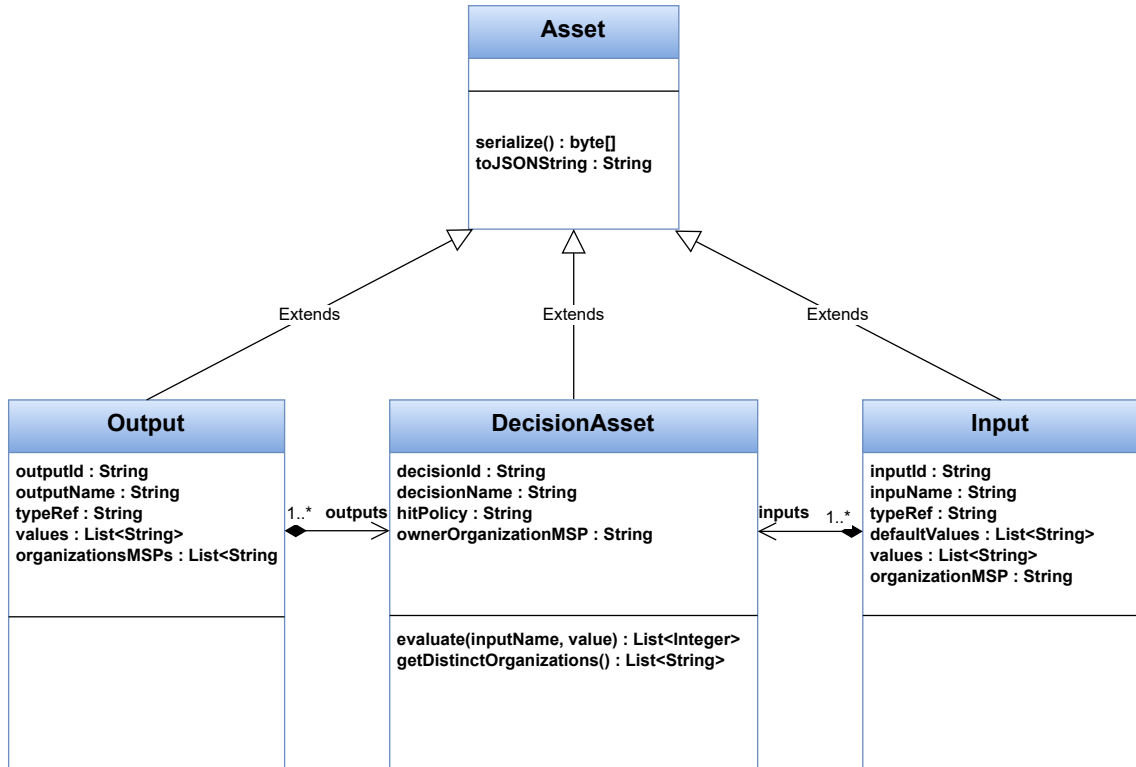 Asset
serialize() : byte[]
toJSONString : String
Extends
Extends
Extends
Output
outputId : String
outputName : String
typeRef : String
values : List<String>
organizationsMSPs : List<String
1..*
outputs
DecisionAsset
decisionId : String
decisionName : String
hitPolicy : String
ownerOrganizationMSP : String
evaluate(inputName, value) : List<Integer>
getDistinctOrganizations() : List<String>
inputs
1..*
Input
inputId : String
inpuName : String
typeRef : String
defaultValues : List<String>
values : List<String>
organizationMSP : String